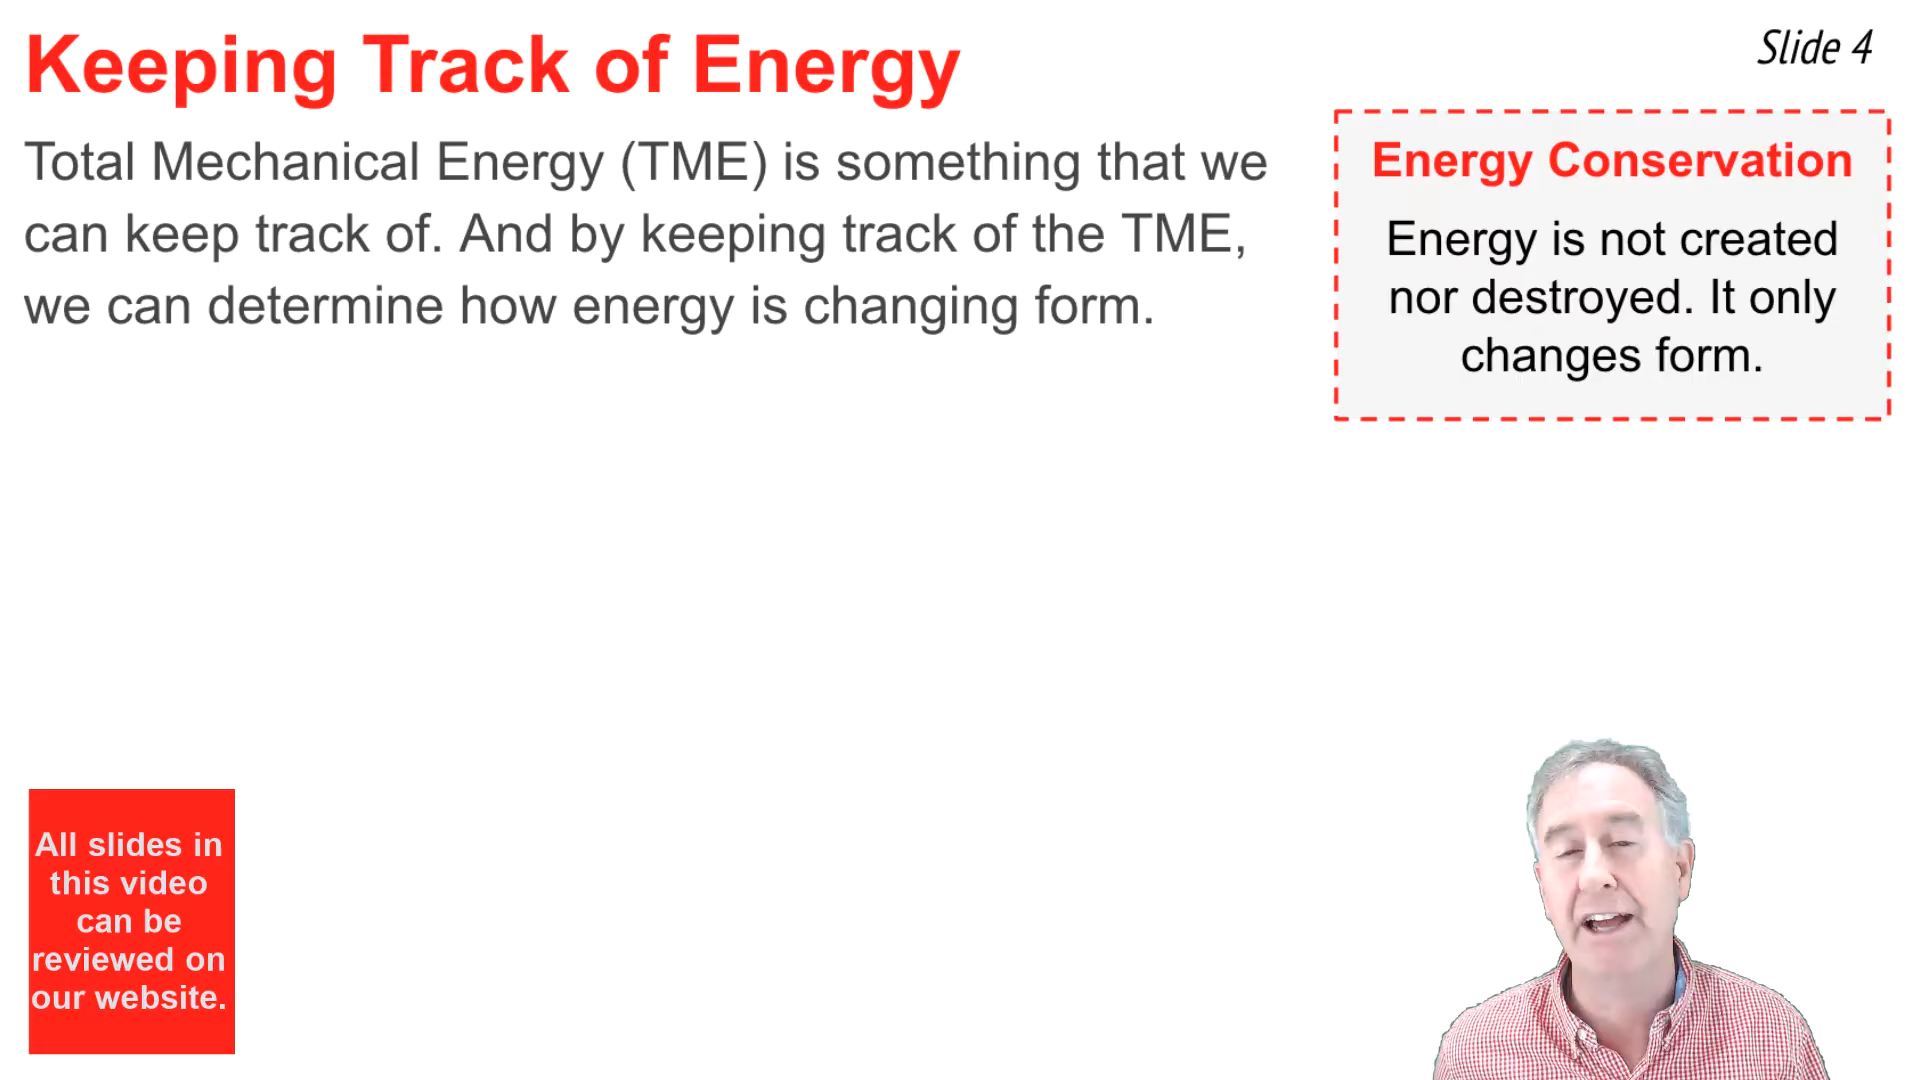 Keeping Track of Energy
Slide 4
Total Mechanical Energy (TME) is something that we
can keep track of. And by keeping track of the TME,
we can determine how energy is changing form.
Energy Conservation
Energy is not created
nor destroyed. It only
changes form.
All slides in
this video
can be
reviewed on
our website.